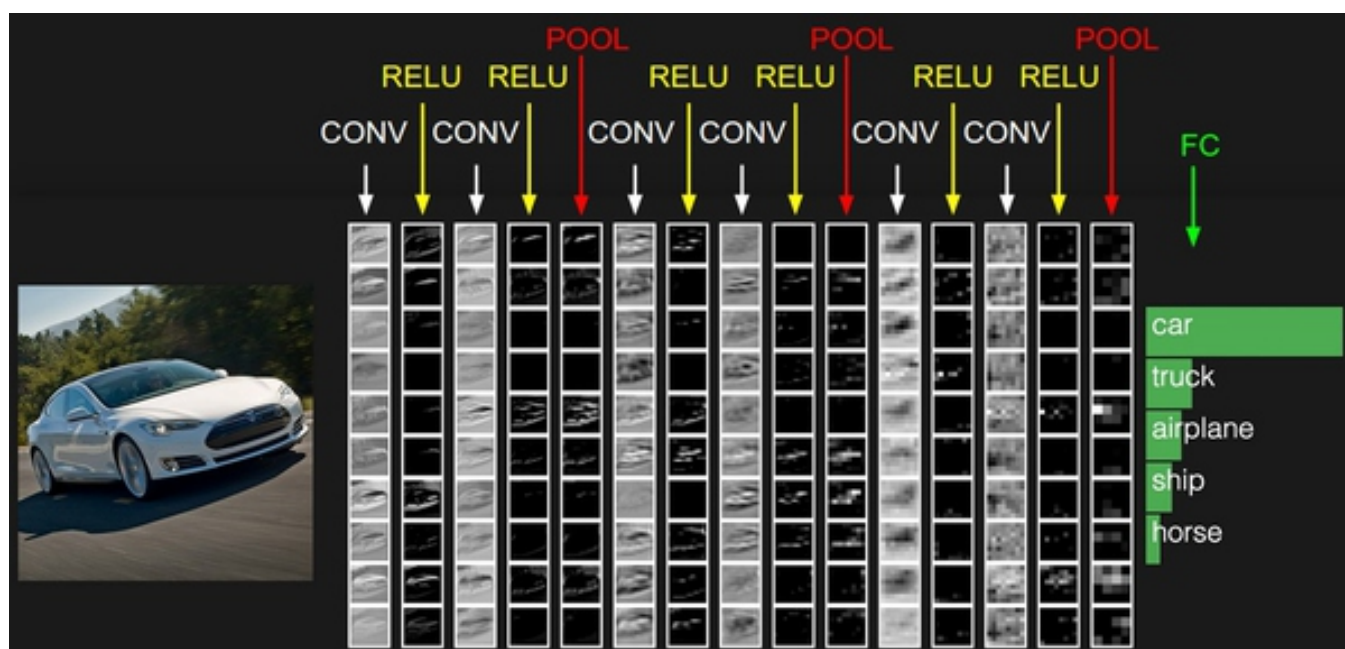 POOL POOL POOL
RELU RELU RELU RELU RELU RELU
CONV CONV CONV CONV CONV CONV
FC
car
truck
airplane
ship
horse